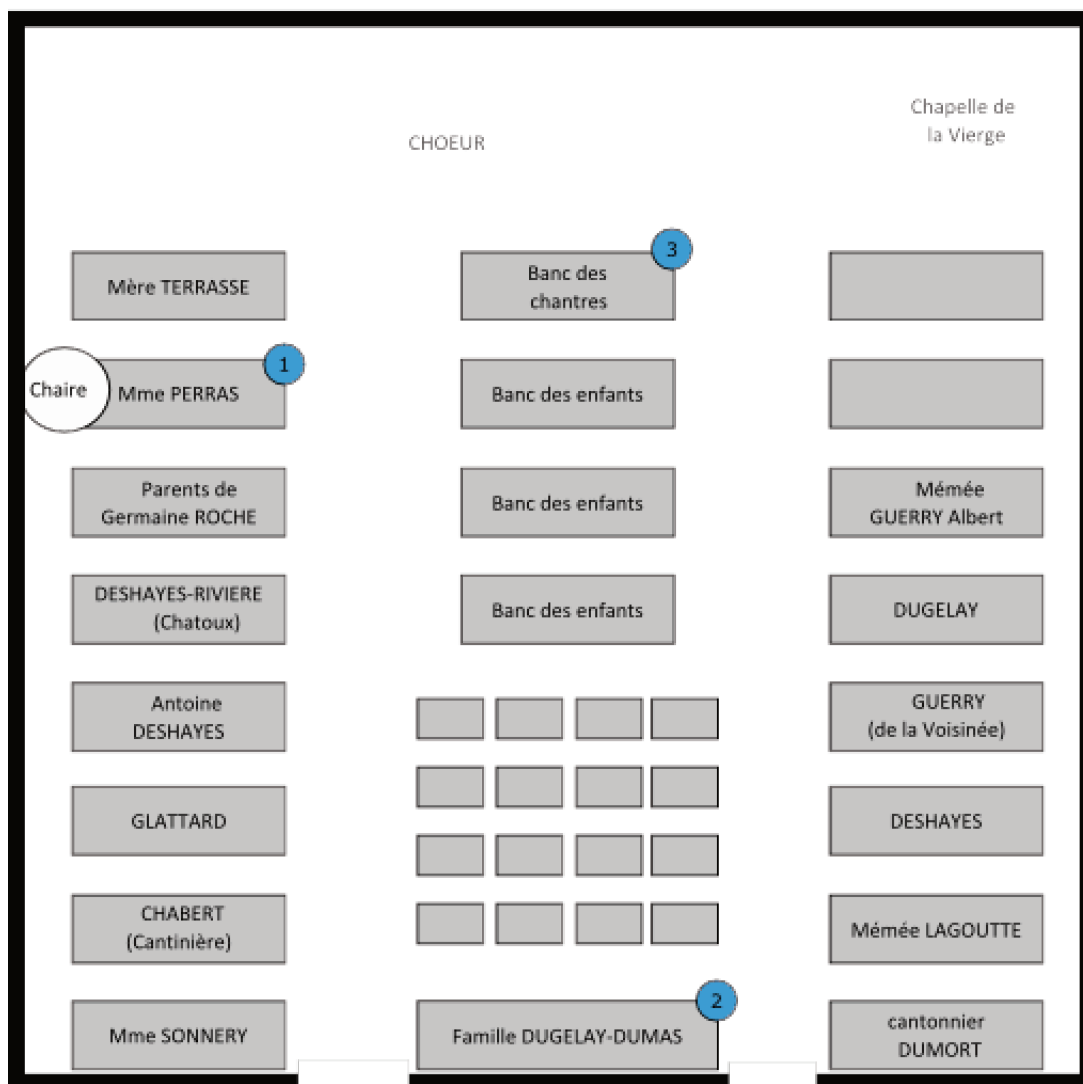 Chapelle de
la Vierge
CHOEUR
Mère TERRASSE
Banc des
chantres
3
Chaire
Mme PERRAS
1
Banc des enfants
Parents de
Germaine ROCHE
Banc des enfants
Mémée
GUERRY Albert
DESHAYES-RIVIERE
(Chatoux)
Banc des enfants
DUGELAY
Antoine
DESHAYES
GUERRY
(de la Voisinée)
GLATTARD
DESHAYES
CHABERT
(Cantinière)
Mémée LAGOUTTE
Mme SONNERY
Famille DUGELAY-DUMAS
2
cantonnier
DUMORT